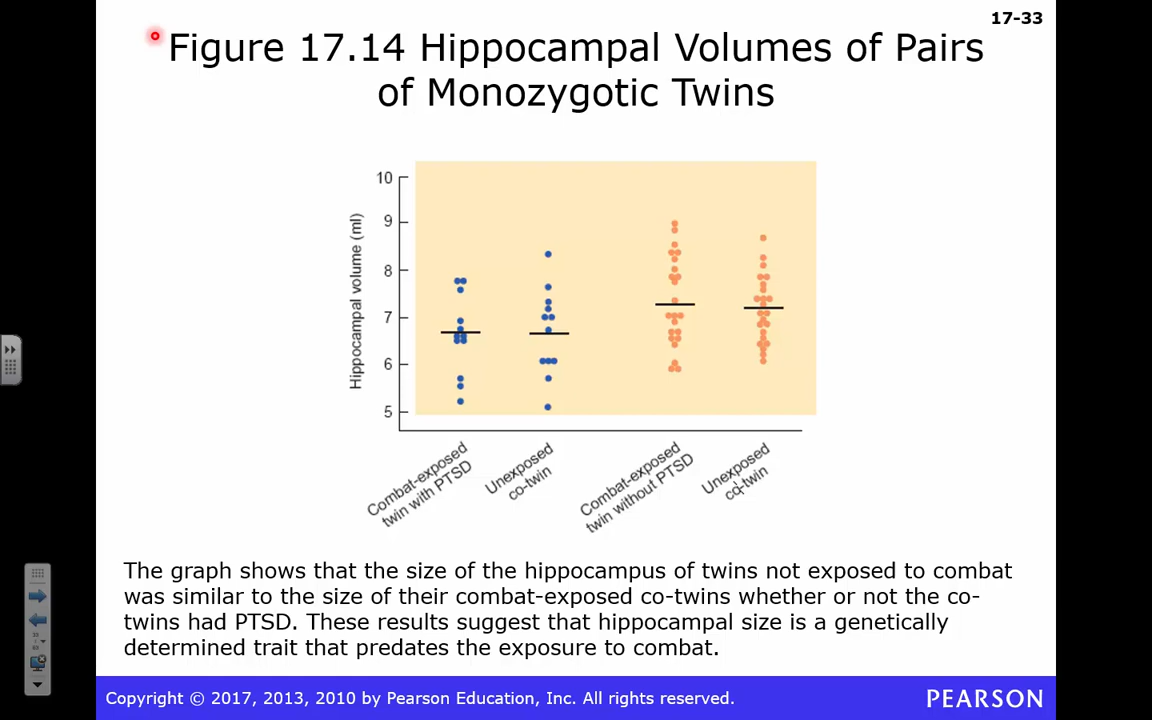 17-33
Figure 17.14 Hippocampal Volumes of Pairs
of Monozygotic Twins
Hippocampal volume (ml)
10
9
8
7
6
5
Combat-exposed
twin with PTSD
Unexposed
co-twin
Combat-exposed
twin without PTSD
Unexposed
co-twin
The graph shows that the size of the hippocampus of twins not exposed to combat
was similar to the size of their combat-exposed co-twins whether or not the co-
twins had PTSD. These results suggest that hippocampal size is a genetically
determined trait that predates the exposure to combat.
Copyright © 2017, 2013, 2010 by Pearson Education, Inc. All rights reserved.
PEARSON